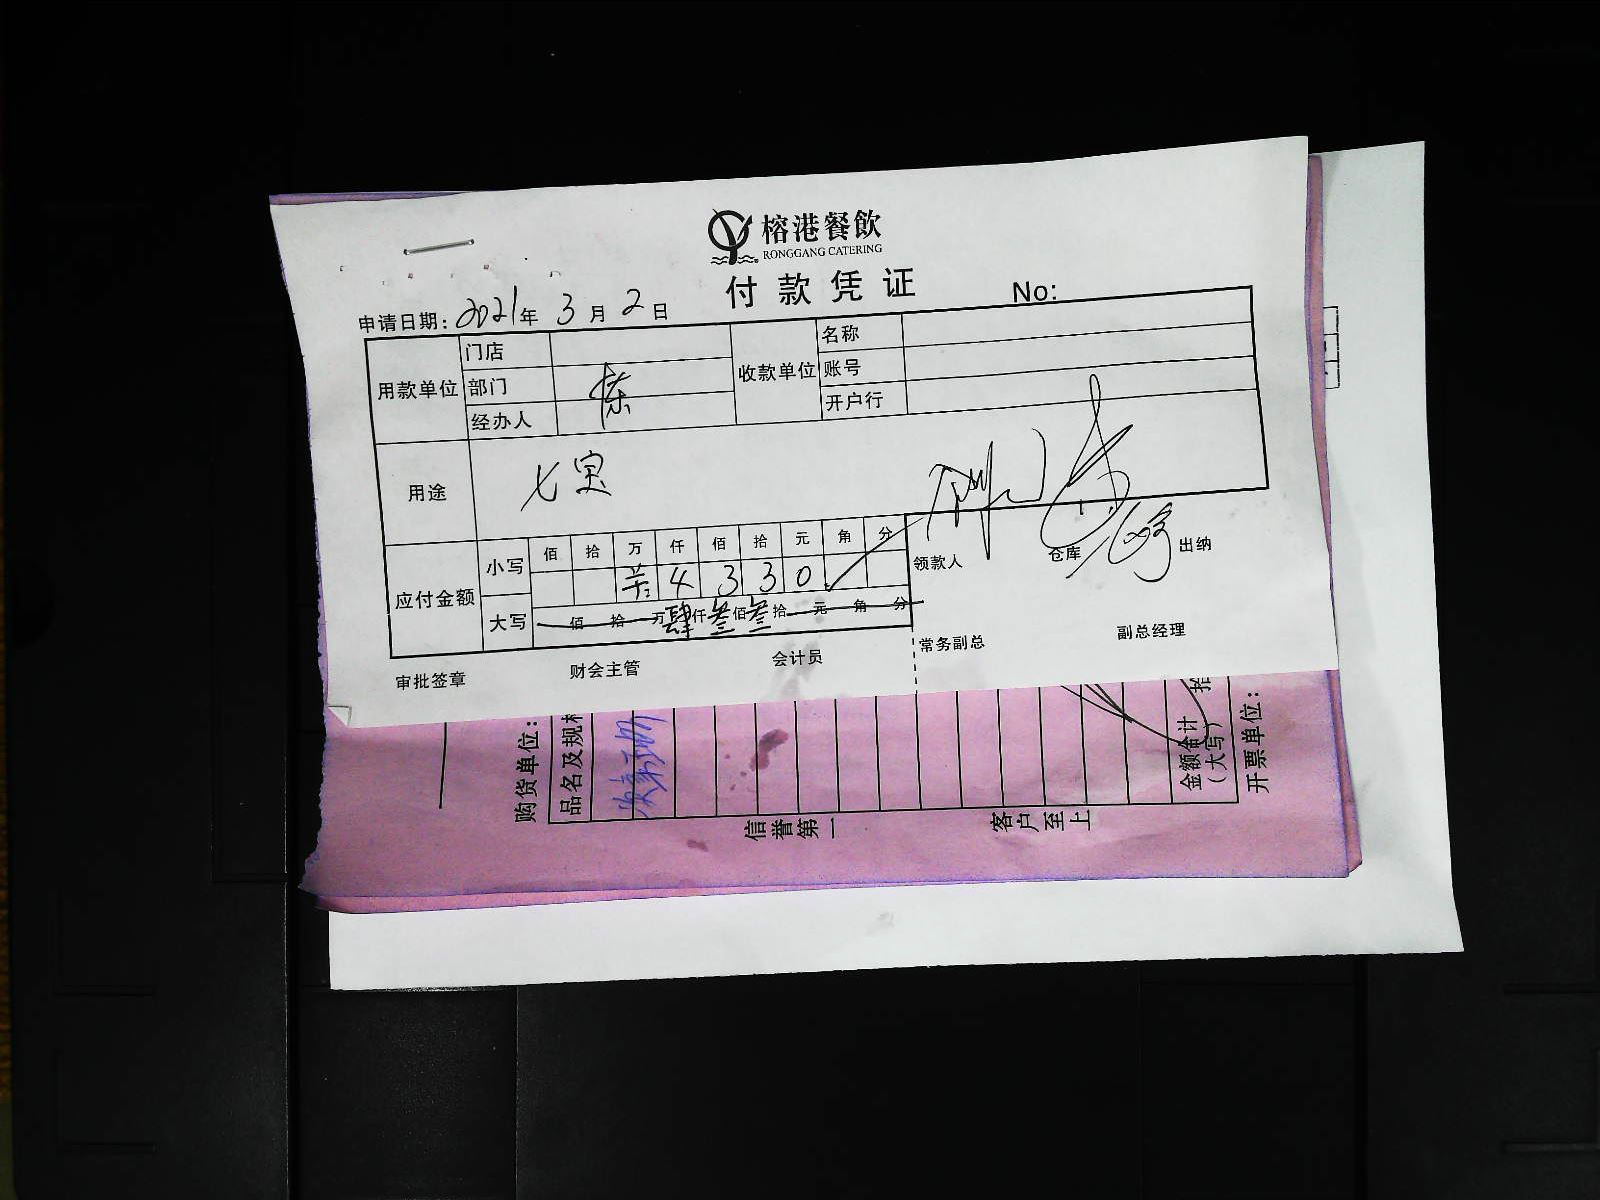 榕港餐飲
RONGGANG CATERING
付款凭证
No:
申请日期: 2021年 3 月 2 日
用款单位 门店 收款单位 名称
部门 账号
经办人 开户行
用途 七宝
应付金额 小写 佰 拾 万 仟 佰 拾 元 角 分
4 3 3 0
大写 佰 拾 万 肆 仟 叁 佰 叁 拾 元 角 分
领款人 仓库 出纳
常务副总 副总经理
审批签章 财会主管 会计员
购货单位:
品名及规格
金额合计
(大写)
拾
开票单位:
信誉第一 客户至上